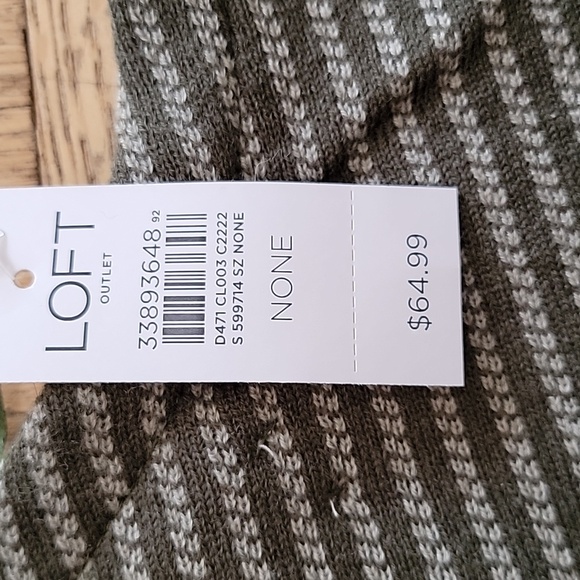 LOFT
OUTLET
33893648 92
D471 CL003 C2222
S 599714 SZ NONE
NONE
$64.99